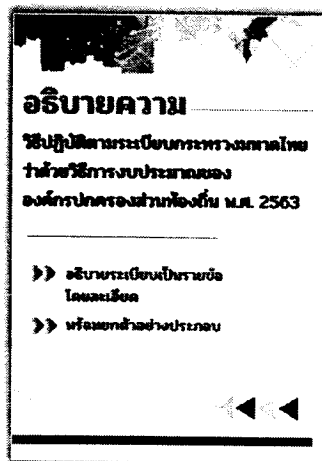 อธิบายความ
วิธีปฏิบัติตามระเบียบกระทรวงมหาดไทย
ว่าด้วยวิธีการงบประมาณของ
องค์กรปกครองส่วนท้องถิ่น พ.ศ. 2563
อธิบายระเบียบเป็นรายข้อ
โดยละเอียด
พร้อมยกตัวอย่างประกอบ